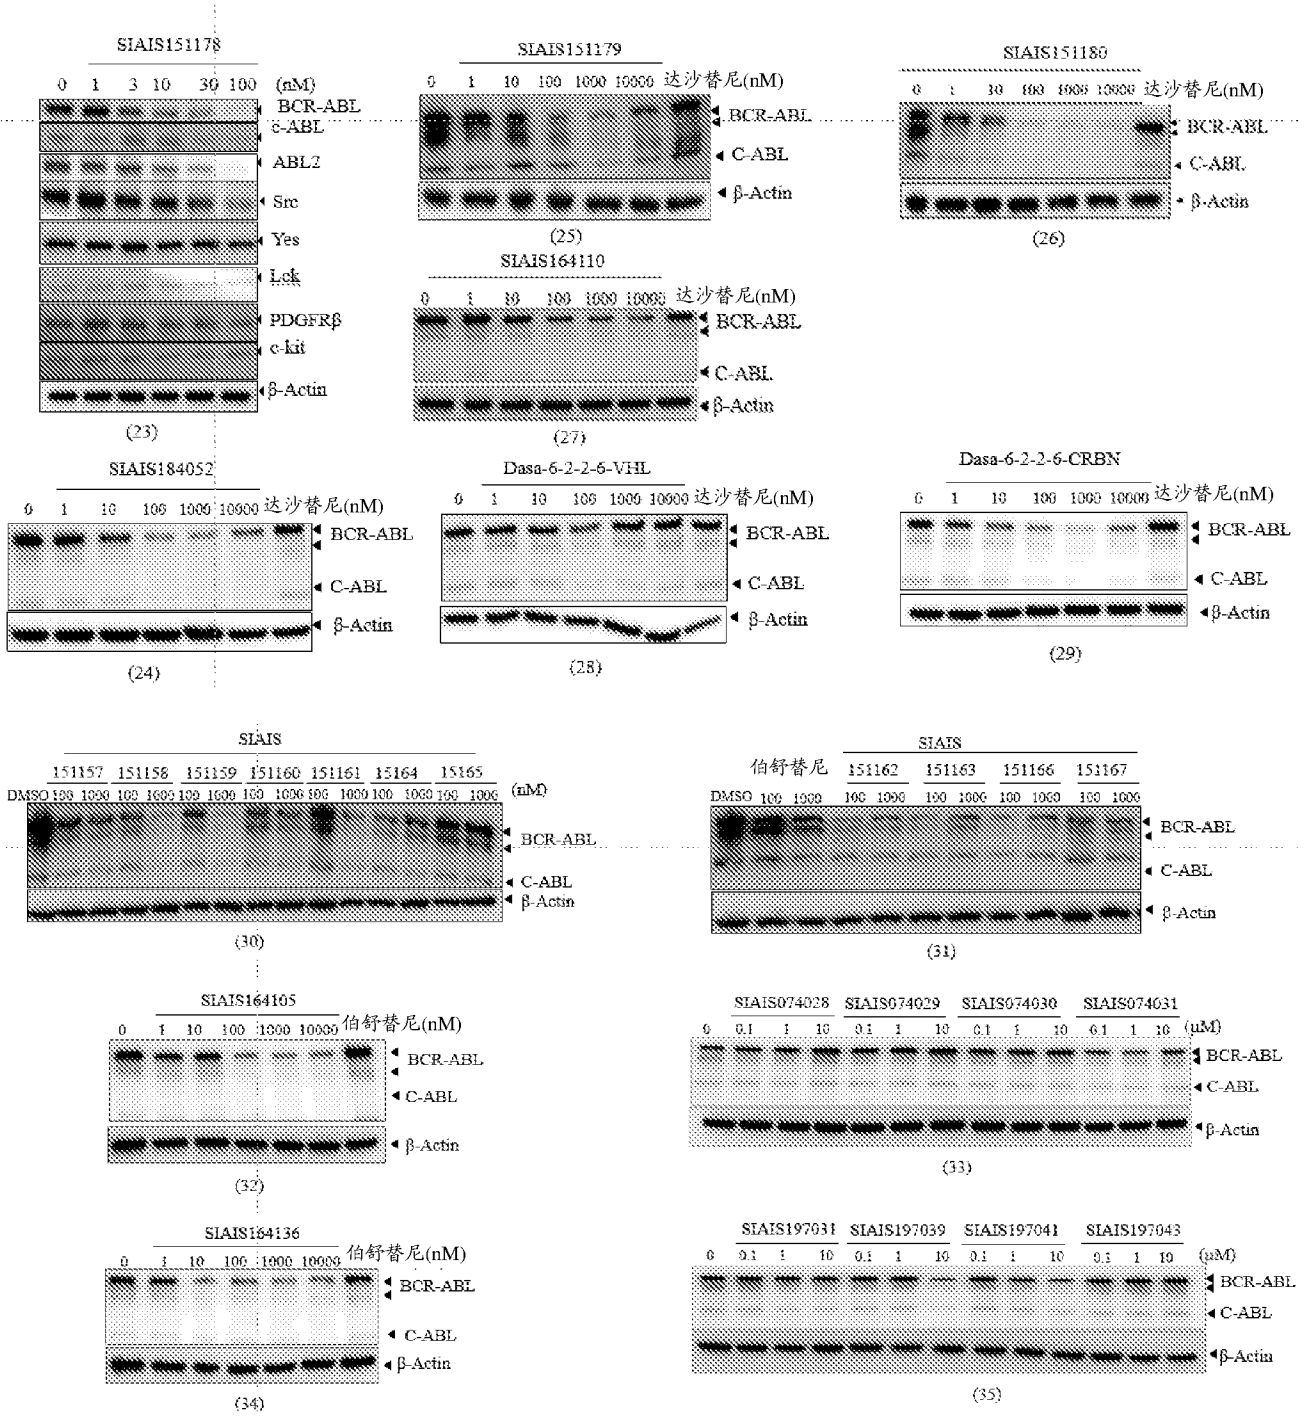 SIAIS151178
0 1 3 10 30 100 (nM)
BCR-ABL
c-ABL
ABL2
Src
Yes
Lck
PDGFRβ
c-kit
β-Actin
(23)
SIAIS151179
0 1 10 100 1000 10000 达沙替尼(nM)
BCR-ABL
C-ABL
β-Actin
(25)
SIAIS151180
0 1 10 100 1000 10000 达沙替尼(nM)
BCR-ABL
C-ABL
β-Actin
(26)
SIAIS164110
0 1 10 100 1000 10000 达沙替尼(nM)
BCR-ABL
C-ABL
β-Actin
(27)
SIAIS184052
0 1 10 100 1000 10000 达沙替尼(nM)
BCR-ABL
C-ABL
β-Actin
(24)
Dasa-6-2-2-6-VHL
0 1 10 100 1000 10000 达沙替尼(nM)
BCR-ABL
C-ABL
β-Actin
(28)
Dasa-6-2-2-6-CRBN
0 1 10 100 1000 10000 达沙替尼(nM)
BCR-ABL
C-ABL
β-Actin
(29)
SIAIS
151157 151158 151159 151160 151161 15164 15165
DMSO 100 1000 100 1000 100 1000 100 1000 100 1000 100 1000 100 1000 (nM)
BCR-ABL
C-ABL
β-Actin
(30)
SIAIS
伯舒替尼 151162 151163 151166 151167
DMSO 100 1000 100 1000 100 1000 100 1000 100 1000
BCR-ABL
C-ABL
β-Actin
(31)
SIAIS164105
0 1 10 100 1000 10000 伯舒替尼(nM)
BCR-ABL
C-ABL
β-Actin
(32)
SIAIS074028 SIAIS074029 SIAIS074030 SIAIS074031
0 0.1 1 10 0.1 1 10 0.1 1 10 0.1 1 10 (μM)
BCR-ABL
C-ABL
β-Actin
(33)
SIAIS164136
0 1 10 100 1000 10000 伯舒替尼(nM)
BCR-ABL
C-ABL
β-Actin
(34)
SIAIS197031 SIAIS197039 SIAIS197041 SIAIS197043
0 0.1 1 10 0.1 1 10 0.1 1 10 0.1 1 10 (μM)
BCR-ABL
C-ABL
β-Actin
(35)